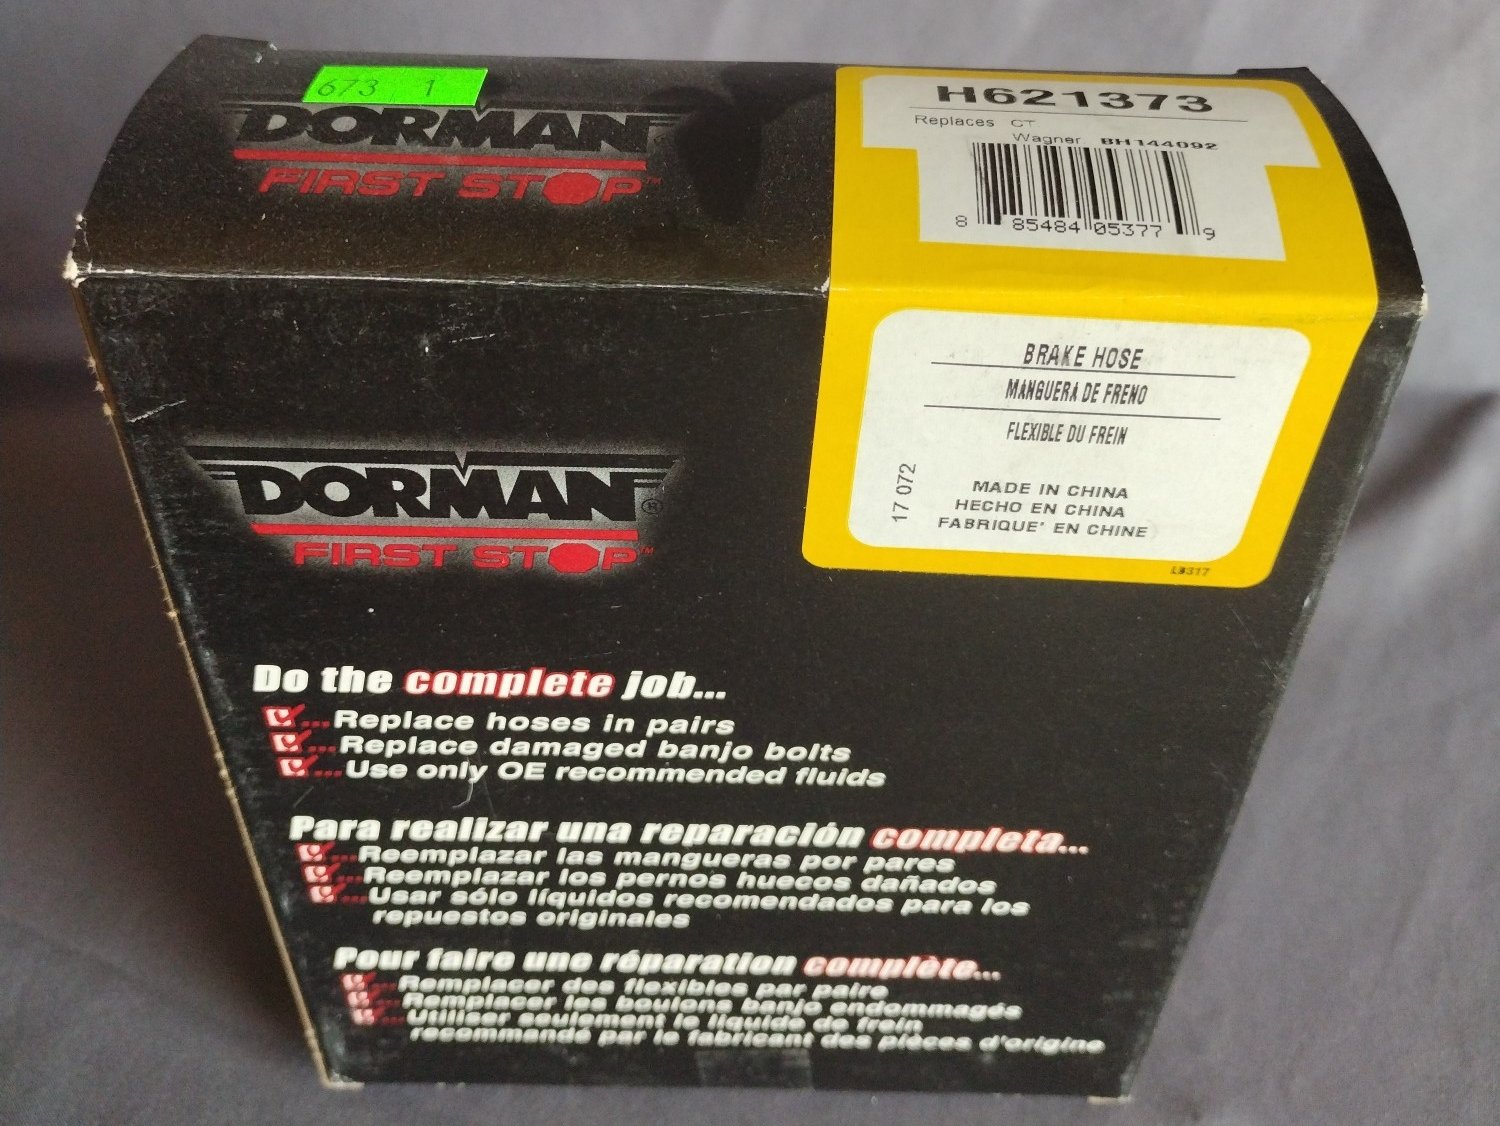 673 1
DORMAN
FIRST STOP™
H621373
Replaces CT
Wagner BH144092
8 85484 05377 9
BRAKE HOSE
MANGUERA DE FRENO
FLEXIBLE DU FREIN
17 072
MADE IN CHINA
HECHO EN CHINA
FABRIQUE' EN CHINE
L9317
DORMAN®
FIRST STOP™
Do the complete job...
...Replace hoses in pairs
...Replace damaged banjo bolts
...Use only OE recommended fluids
Para realizar una reparación completa...
...Reemplazar las mangueras por pares
...Reemplazar los pernos huecos dañados
...Usar sólo líquidos recomendados para los
repuestos originales
Pour faire une réparation complète...
...Remplacer des flexibles par paire
...Remplacer les boulons banjo endommagés
...Utiliser seulement le liquide de frein
recommandé par le fabricant des pièces d'origine